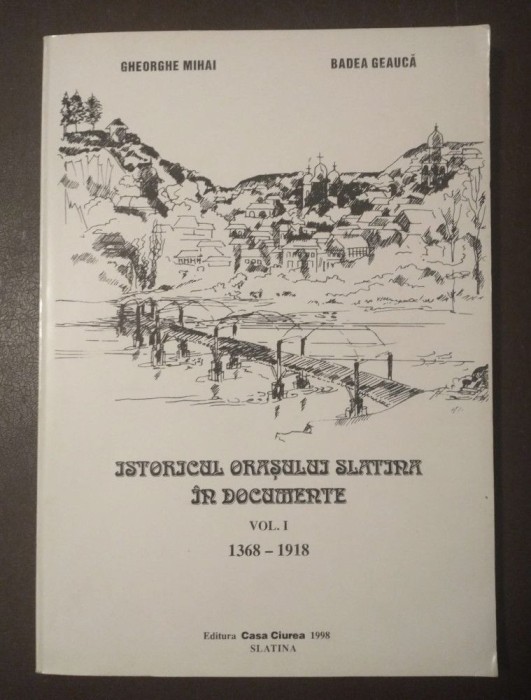 GHEORGHE MIHAI BADEA GEAUCĂ
ISTORICUL ORAȘULUI SLATINA
ÎN DOCUMENTE
VOL. I
1368 – 1918
Editura Casa Ciurea 1998
SLATINA